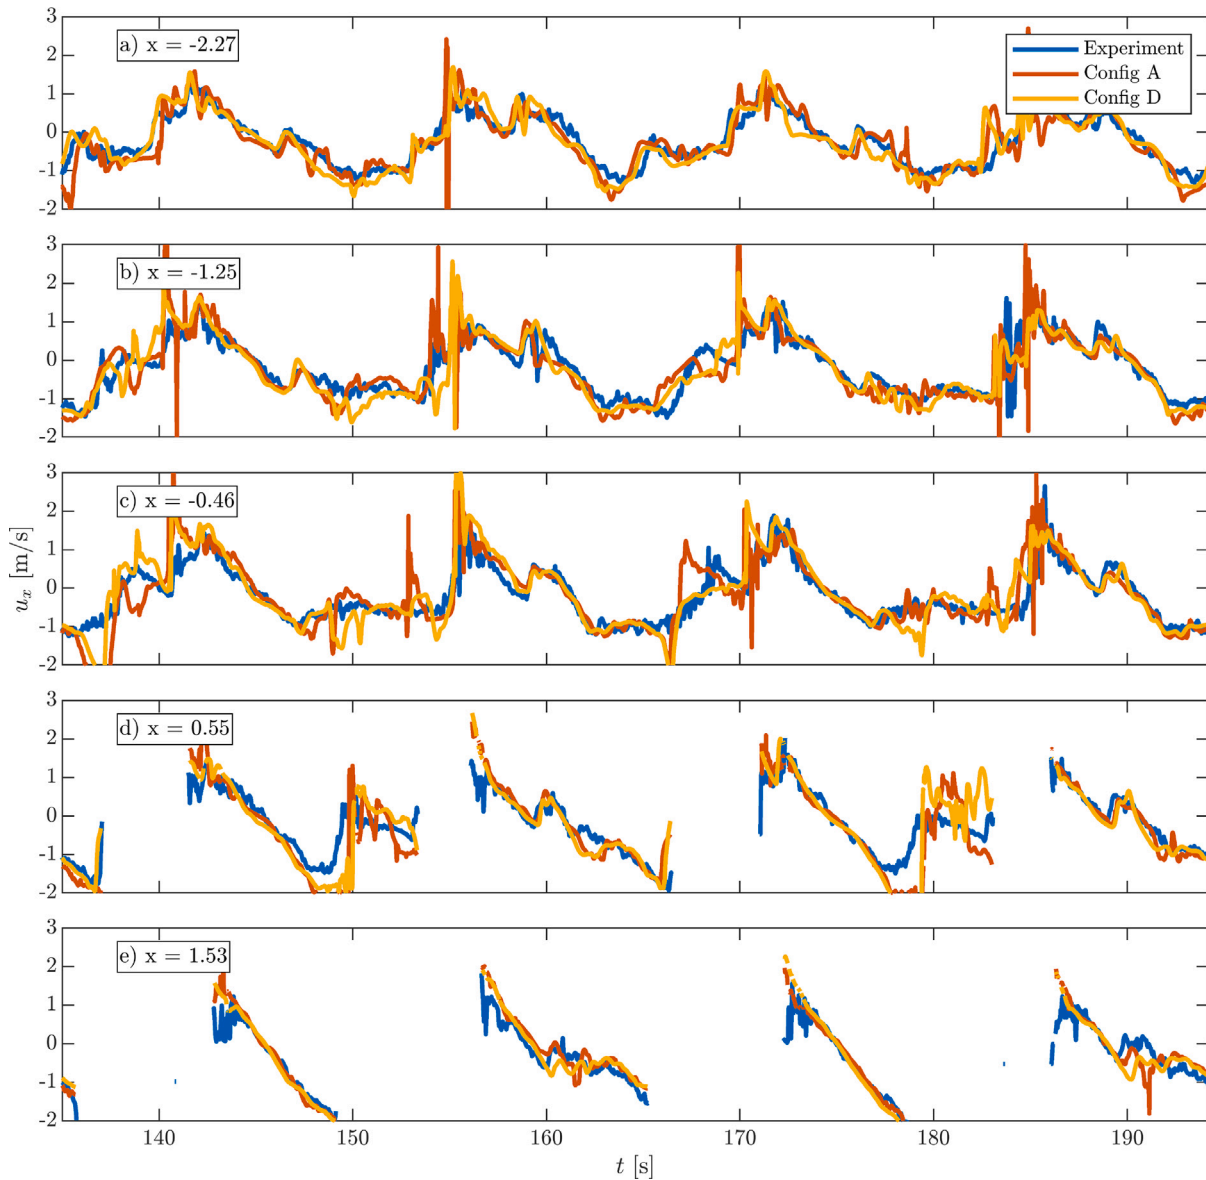 3
2
1
0
-1
-2
a) x = -2.27
Experiment
Config A
Config D
3
2
1
0
-1
-2
b) x = -1.25
3
2
1
0
-1
-2
c) x = -0.46
u_x [m/s]
3
2
1
0
-1
-2
d) x = 0.55
3
2
1
0
-1
-2
e) x = 1.53
140 150 160 170 180 190
t [s]